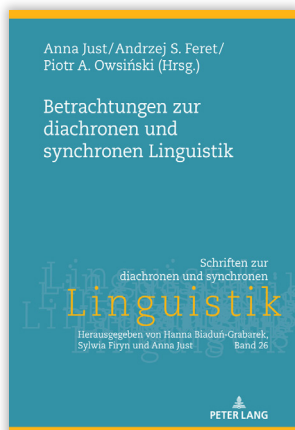 Anna Just/Andrzej S. Feret/
Piotr A. Owsiński (Hrsg.)
Betrachtungen zur
diachronen und
synchronen Linguistik
Schriften zur
diachronen und synchronen
Linguistik
Herausgegeben von Hanna Biaduń-Grabarek,
Sylwia Firyn und Anna Just Band 26
PETER LANG